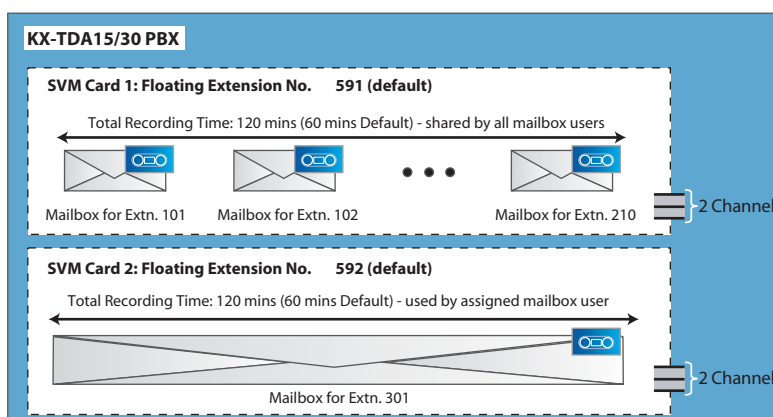 KX-TDA15/30 PBX
SVM Card 1: Floating Extension No. 591 (default)
Total Recording Time: 120 mins (60 mins Default) - shared by all mailbox users
Mailbox for Extn. 101 Mailbox for Extn. 102 Mailbox for Extn. 210
2 Channel
SVM Card 2: Floating Extension No. 592 (default)
Total Recording Time: 120 mins (60 mins Default) - used by assigned mailbox user
2 Channel
Mailbox for Extn. 301